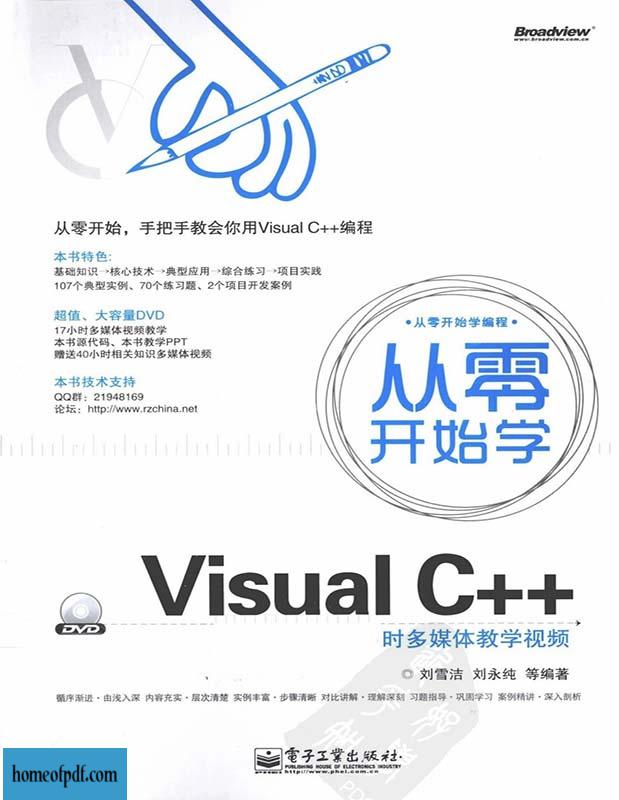 Broadview®
www.broadview.com.cn
从零开始，手把手教会你用Visual C++编程
本书特色:
基础知识→核心技术→典型应用→综合练习→项目实践
107个典型实例、70个练习题、2个项目开发案例
超值、大容量DVD
17小时多媒体视频教学
本书源代码、本书教学PPT
赠送40小时相关知识多媒体视频
本书技术支持
QQ群：21948169
论坛：http://www.rzchina.net
•从零开始学编程•
从零
开始学
Visual C++
DVD
时多媒体教学视频
◎ 刘雪洁 刘永纯 等编著
循序渐进·由浅入深 内容充实·层次清楚 实例丰富·步骤清晰 对比讲解·理解深刻 习题指导·巩固学习 案例精讲·深入剖析
電子工業出版社·
PUBLISHING HOUSE OF ELECTRONICS INDUSTRY
http://www.phei.com.cn
homeofpdf.com